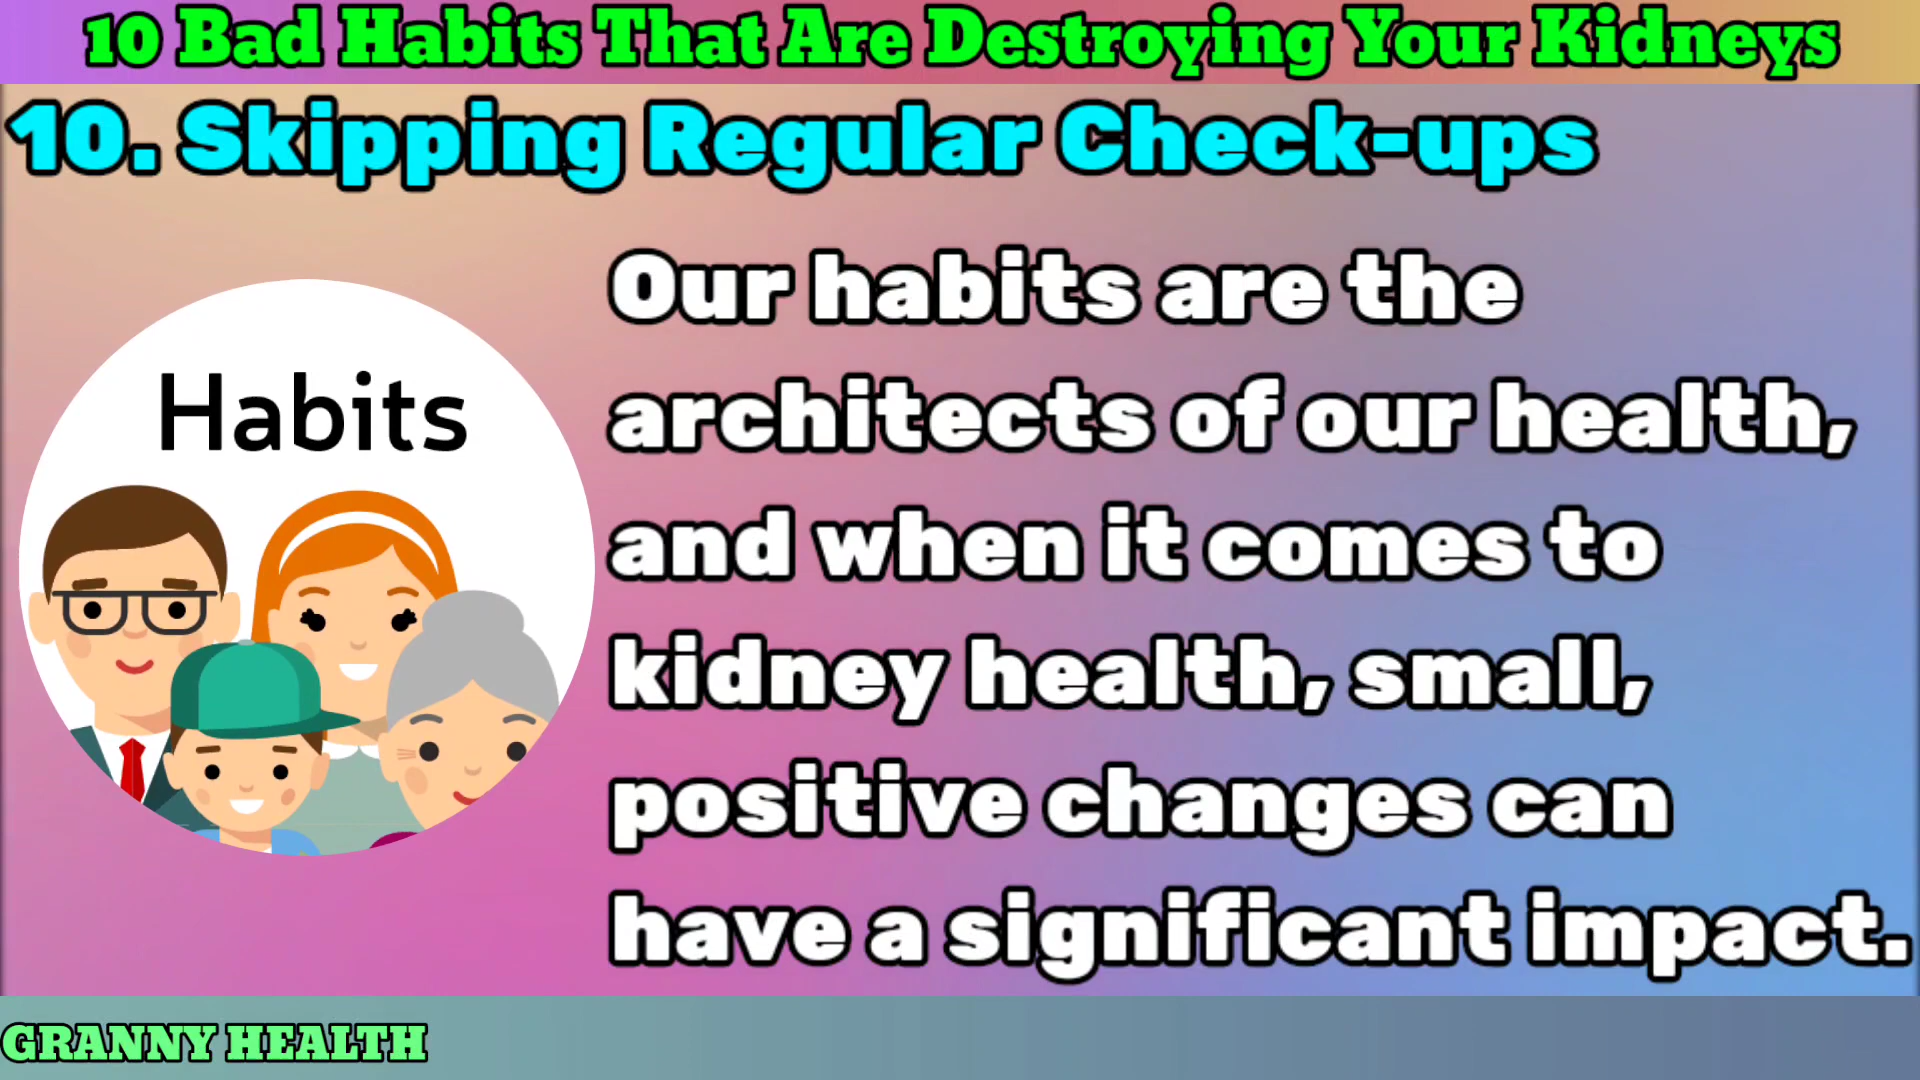 10 Bad Habits That Are Destroying Your Kidneys
10. Skipping Regular Check-ups
Habits
Our habits are the
architects of our health,
and when it comes to
kidney health, small,
positive changes can
have a significant impact.
GRANNY HEALTH